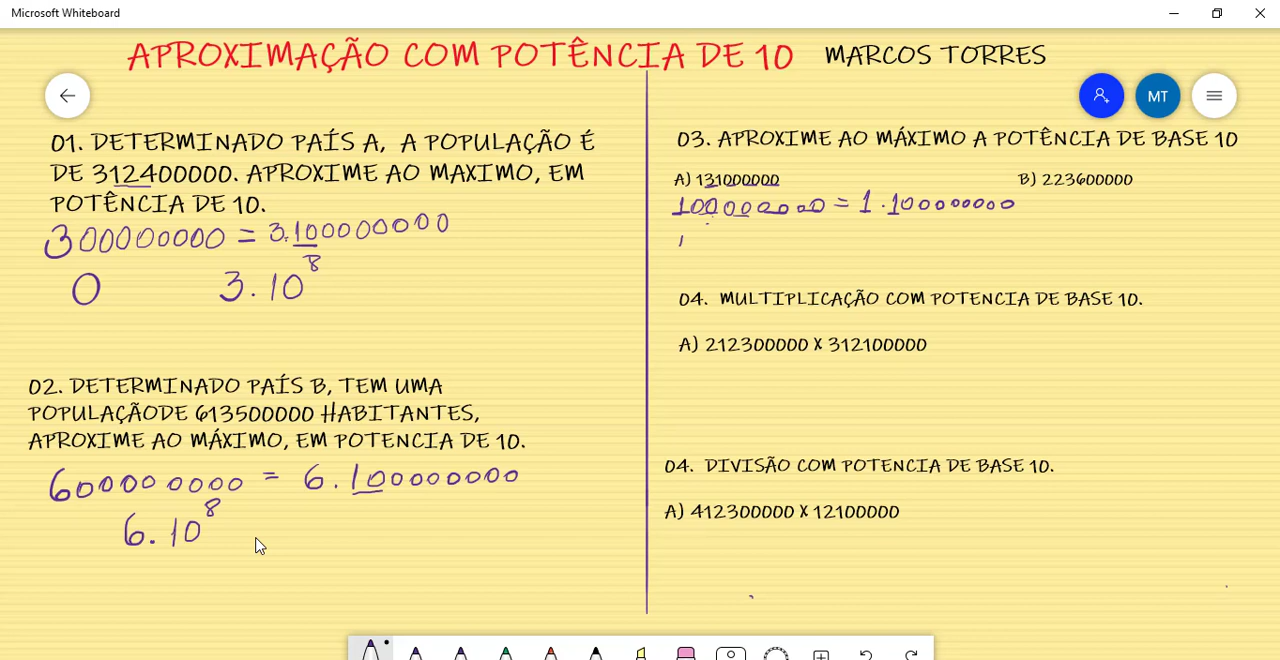 Microsoft Whiteboard
APROXIMAÇÃO COM POTÊNCIA DE 10 MARCOS TORRES
MT
01. DETERMINADO PAÍS A, A POPULAÇÃO É
DE 312400000. APROXIME AO MAXIMO, EM
POTÊNCIA DE 10.
300000000 = 3.100000000
0 3.10⁸
02. DETERMINADO PAÍS B, TEM UMA
POPULAÇÃODE 613500000 HABITANTES,
APROXIME AO MÁXIMO, EM POTENCIA DE 10.
600000000 = 6.100000000
6.10⁸
03. APROXIME AO MÁXIMO A POTÊNCIA DE BASE 10
A) 131000000 B) 223600000
100000000 = 1.100000000
04. MULTIPLICAÇÃO COM POTENCIA DE BASE 10.
A) 212300000 X 312100000
04. DIVISÃO COM POTENCIA DE BASE 10.
A) 412300000 X 12100000